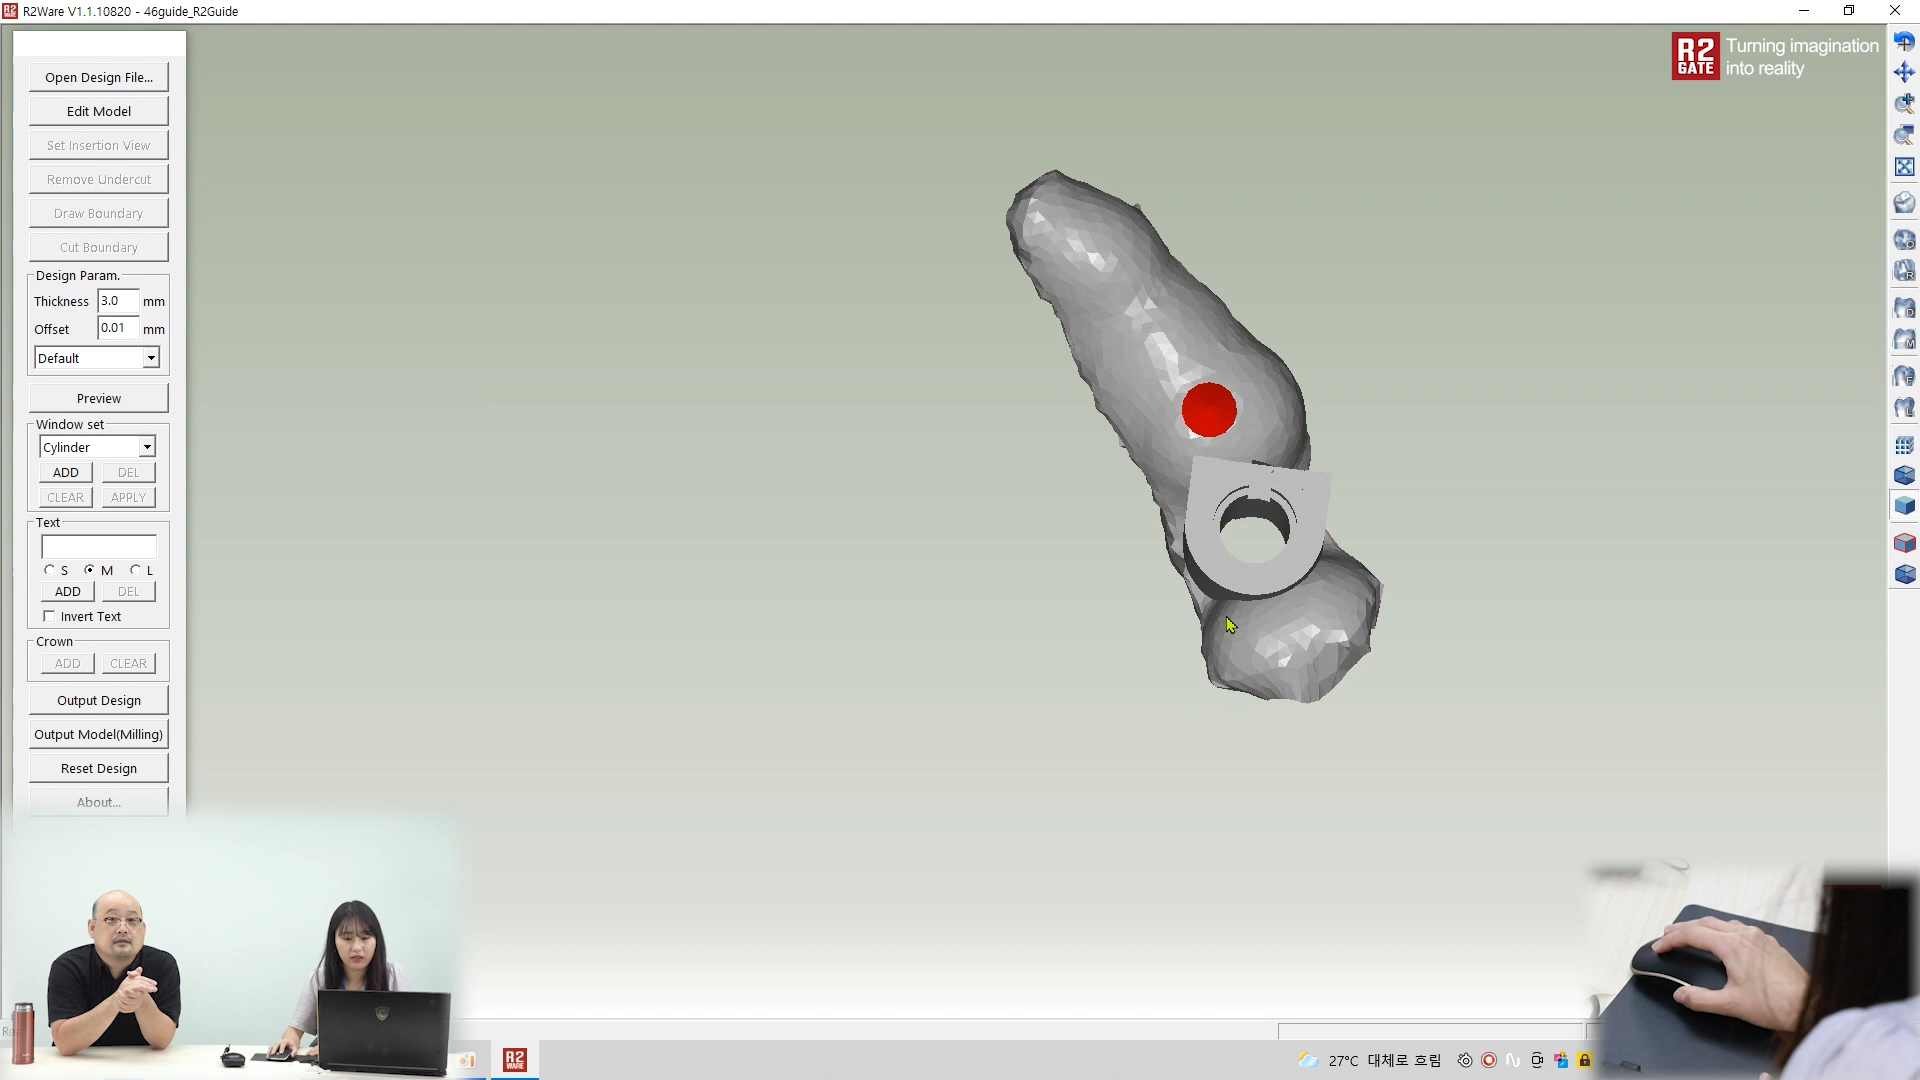 R2Ware V1.1.10820 - 46guide_R2Guide
R2 GATE
Turning imagination
into reality
Open Design File...
Edit Model
Set Insertion View
Remove Undercut
Draw Boundary
Cut Boundary
Design Param.
Thickness 3.0 mm
Offset 0.01 mm
Default
Preview
Window set
Cylinder
ADD DEL
CLEAR APPLY
Text
S M L
ADD DEL
Invert Text
Crown
ADD CLEAR
Output Design
Output Model(Milling)
Reset Design
About...
R2 WARE
27°C 대체로 흐림